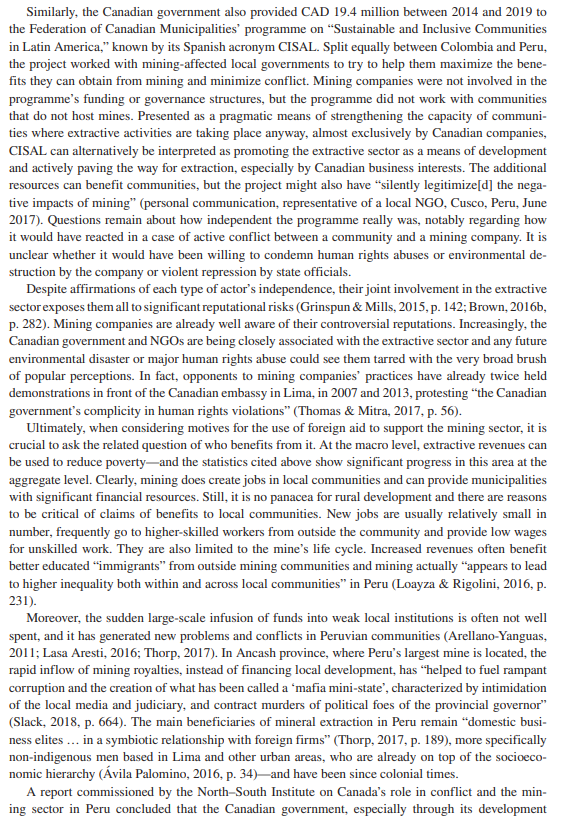 Similarly, the Canadian government also provided CAD 19.4 million between 2014 and 2019 to
the Federation of Canadian Municipalities' programme on "Sustainable and Inclusive Communities
in Latin America," known by its Spanish acronym CISAL. Split equally between Colombia and Peru,
the project worked with mining-affected local governments to try to help them maximize the bene-
fits they can obtain from mining and minimize conflict. Mining companies were not involved in the
programme's funding or governance structures, but the programme did not work with communities
that do not host mines. Presented as a pragmatic means of strengthening the capacity of communi-
ties where extractive activities are taking place anyway, almost exclusively by Canadian companies,
CISAL can alternatively be interpreted as promoting the extractive sector as a means of development
and actively paving the way for extraction, especially by Canadian business interests. The additional
resources can benefit communities, but the project might also have "silently legitimize[d] the nega-
tive impacts of mining" (personal communication, representative of a local NGO, Cusco, Peru, June
2017). Questions remain about how independent the programme really was, notably regarding how
it would have reacted in a case of active conflict between a community and a mining company. It is
unclear whether it would have been willing to condemn human rights abuses or environmental de-
struction by the company or violent repression by state officials.
Despite affirmations of each type of actor's independence, their joint involvement in the extractive
sector exposes them all to significant reputational risks (Grinspun & Mills, 2015, p. 142; Brown, 2016b,
p. 282). Mining companies are already well aware of their controversial reputations. Increasingly, the
Canadian government and NGOs are being closely associated with the extractive sector and any future
environmental disaster or major human rights abuse could see them tarred with the very broad brush
of popular perceptions. In fact, opponents to mining companies' practices have already twice held
demonstrations in front of the Canadian embassy in Lima, in 2007 and 2013, protesting "the Canadian
government's complicity in human rights violations" (Thomas & Mitra, 2017, p. 56).
Ultimately, when considering motives for the use of foreign aid to support the mining sector, it is
crucial to ask the related question of who benefits from it. At the macro level, extractive revenues can
be used to reduce poverty—and the statistics cited above show significant progress in this area at the
aggregate level. Clearly, mining does create jobs in local communities and can provide municipalities
with significant financial resources. Still, it is no panacea for rural development and there are reasons
to be critical of claims of benefits to local communities. New jobs are usually relatively small in
number, frequently go to higher-skilled workers from outside the community and provide low wages
for unskilled work. They are also limited to the mine's life cycle. Increased revenues often benefit
better educated "immigrants" from outside mining communities and mining actually "appears to lead
to higher inequality both within and across local communities" in Peru (Loayza & Rigolini, 2016, p.
231).
Moreover, the sudden large-scale infusion of funds into weak local institutions is often not well
spent, and it has generated new problems and conflicts in Peruvian communities (Arellano-Yanguas,
2011; Lasa Aresti, 2016; Thorp, 2017). In Ancash province, where Peru's largest mine is located, the
rapid inflow of mining royalties, instead of financing local development, has "helped to fuel rampant
corruption and the creation of what has been called a 'mafia mini-state', characterized by intimidation
of the local media and judiciary, and contract murders of political foes of the provincial governor"
(Slack, 2018, p. 664). The main beneficiaries of mineral extraction in Peru remain "domestic busi-
ness elites … in a symbiotic relationship with foreign firms" (Thorp, 2017, p. 189), more specifically
non-indigenous men based in Lima and other urban areas, who are already on top of the socioeco-
nomic hierarchy (Ávila Palomino, 2016, p. 34)—and have been since colonial times.
A report commissioned by the North–South Institute on Canada's role in conflict and the min-
ing sector in Peru concluded that the Canadian government, especially through its development